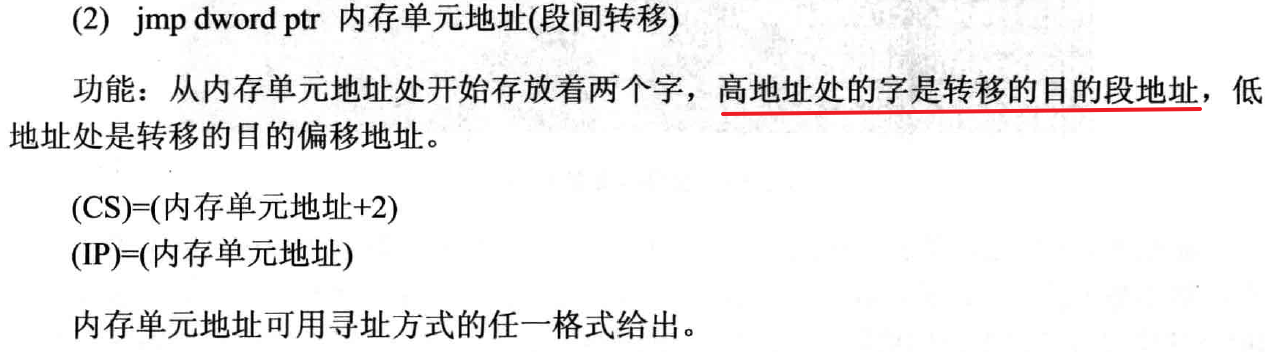 (2) jmp dword ptr 内存单元地址(段间转移)
功能：从内存单元地址处开始存放着两个字，高地址处的字是转移的目的段地址，低
地址处是转移的目的偏移地址。
(CS)=(内存单元地址+2)
(IP)=(内存单元地址)
内存单元地址可用寻址方式的任一格式给出。